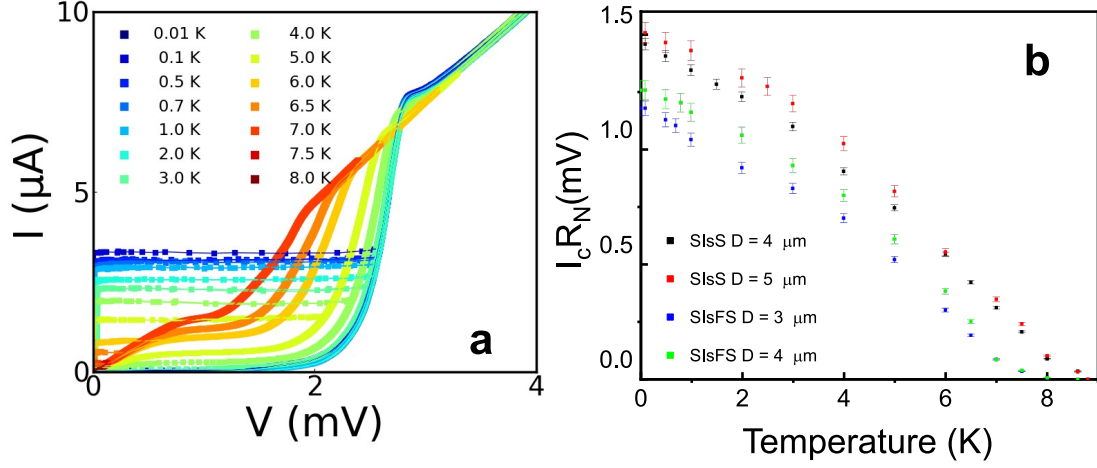 10
5
0
I (μA)
0.01 K
0.1 K
0.5 K
0.7 K
1.0 K
2.0 K
3.0 K
4.0 K
5.0 K
6.0 K
6.5 K
7.0 K
7.5 K
8.0 K
a
0 2 4
V (mV)
1.5
1.0
0.5
0.0
IcRN(mV)
b
SIsS D = 4 μm
SIsS D = 5 μm
SIsFS D = 3 μm
SIsFS D = 4 μm
0 2 4 6 8
Temperature (K)